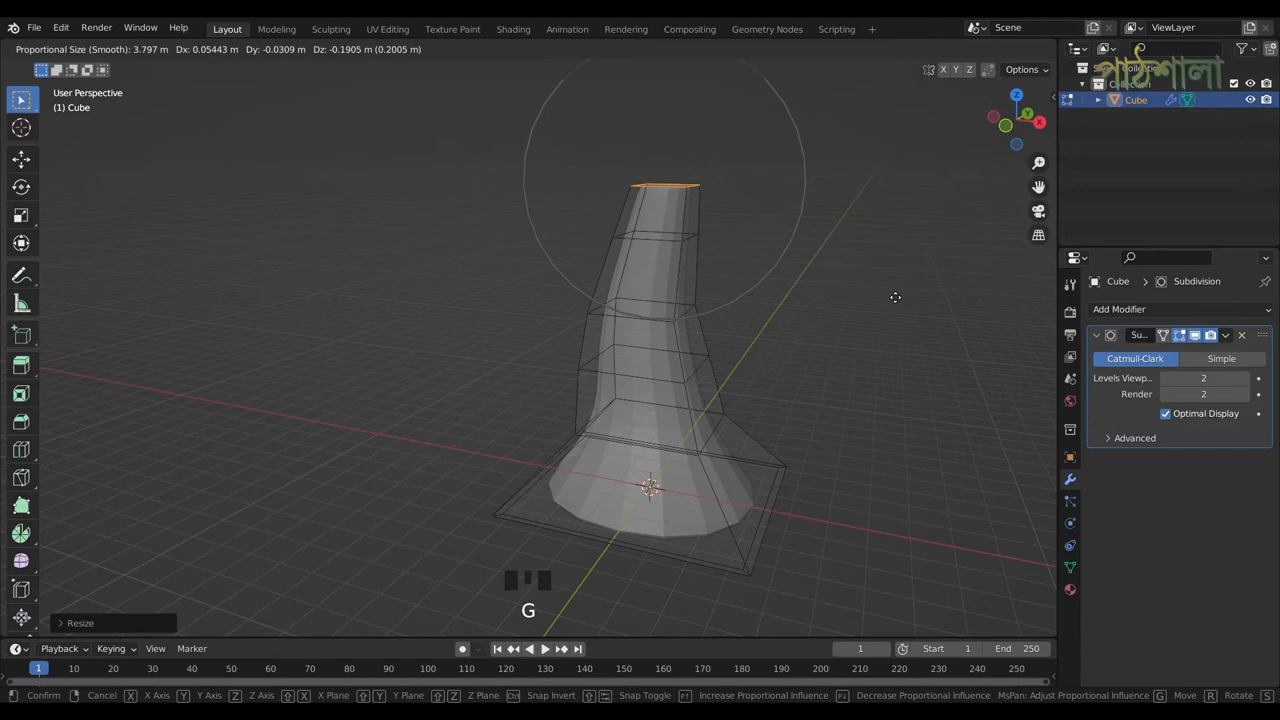 File Edit Render Window Help Layout Modeling Sculpting UV Editing Texture Paint Shading Animation Rendering Compositing Geometry Nodes Scripting + Scene ViewLayer
Proportional Size (Smooth): 3.797 m Dx: 0.05443 m Dy: -0.0309 m Dz: -0.1905 m (0.2005 m)
X Y Z Options
পাঠশালা
User Perspective
(1) Cube
Cube
Z
Y
X
Cube > Subdivision
Add Modifier
Su...
Catmull-Clark Simple
Levels Viewp... 2
Render 2
Optimal Display
> Advanced
G
> Resize
Playback Keying View Marker 1 Start 1 End 250
1 10 20 30 40 50 60 70 80 90 100 110 120 130 140 150 160 170 180 190 200 210 220 230 240 250
Confirm Cancel X X Axis Y Y Axis Z Z Axis X X Plane Y Y Plane Z Z Plane Ctrl Snap Invert Snap Toggle Increase Proportional Influence Decrease Proportional Influence MsPan: Adjust Proportional Influence G Move R Rotate S